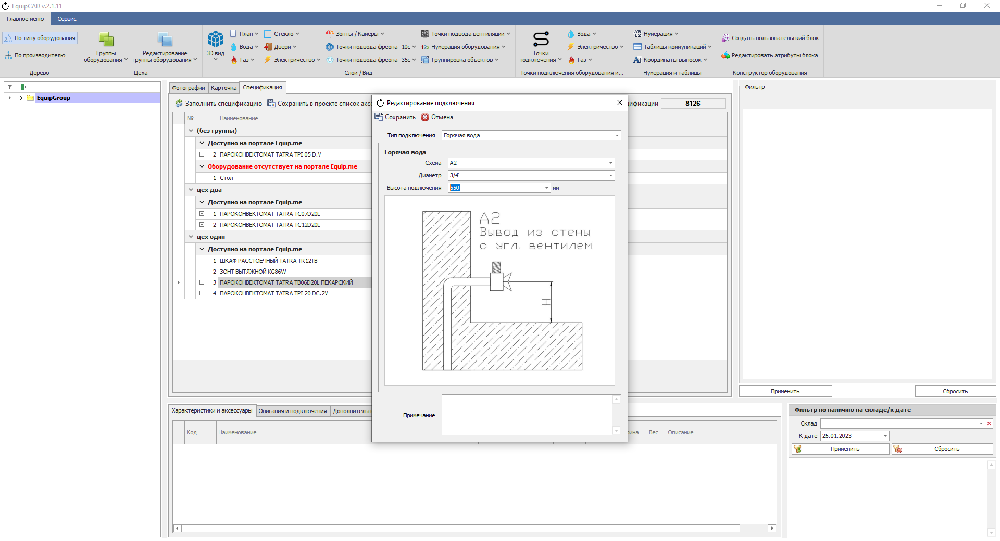 EquipCAD v.2.1.11
Главное меню
Сервис
По типу оборудования
По производителю
Дерево
Группы оборудования
Редактирование группы оборудования
Цеха
3D вид
План
Вода
Газ
Стекло
Двери
Электричество
Зонты / Камеры
Точки подвода фреона -10с
Точки подвода фреона -35с
Точки подвода вентиляции
123 Нумерация оборудования
Группировка объектов
Слои / Вид
Точки подключения
Вода
Электричество
Газ
Точки подключения оборудования и...
AB 12 Нумерация
Таблицы коммуникаций
Координаты выносок
Нумерация и таблицы
Создать пользовательский блок
Редактировать атрибуты блока
Конструктор оборудования
EquipGroup
Фотографии
Карточка
Спецификация
Заполнить спецификацию
Сохранить в проекте список аксе
цификации
8126
№
Наименование
(без группы)
Доступно на портале Equip.me
2 ПАРОКОНВЕКТОМАТ TATRA TPI 05 D.V
Оборудование отсутствует на портале Equip.me
1 Стол
цех два
Доступно на портале Equip.me
1 ПАРОКОНВЕКТОМАТ TATRA TC07D20L
2 ПАРОКОНВЕКТОМАТ TATRA TC12D20L
цех один
Доступно на портале Equip.me
1 ШКАФ РАССТОЕЧНЫЙ TATRA TR12TB
2 ЗОНТ ВЫТЯЖНОЙ KG86W
3 ПАРОКОНВЕКТОМАТ TATRA TB06D20L ПЕКАРСКИЙ
4 ПАРОКОНВЕКТОМАТ TATRA TPI 20 DC.2V
Редактирование подключения
Сохранить
Отмена
Тип подключения
Горячая вода
Горячая вода
Схема
A2
Диаметр
3/4'
Высота подлючения
550
мм
А2
Вывод из стены
с угл. вентилем
H
Примечание
Фильтр
Применить
Сбросить
Характеристики и аксессуары
Описания и подключения
Дополнительн
Код
Наименование
рина
Вес
Описание
Фильтр по наличию на складе/к дате
Склад
К дате
26.01.2023
Применить
Сбросить